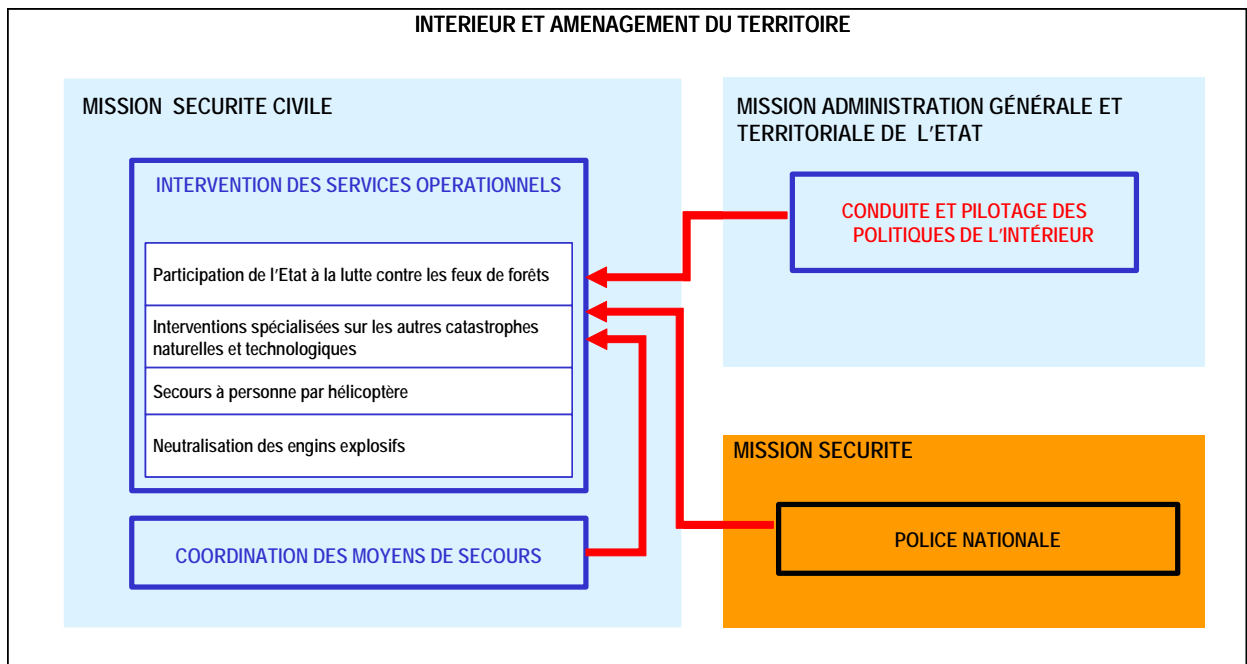 INTERIEUR ET AMENAGEMENT DU TERRITOIRE
MISSION SECURITE CIVILE
INTERVENTION DES SERVICES OPERATIONNELS
Participation de l'Etat à la lutte contre les feux de forêts
Interventions spécialisées sur les autres catastrophes
naturelles et technologiques
Secours à personne par hélicoptère
Neutralisation des engins explosifs
COORDINATION DES MOYENS DE SECOURS
MISSION ADMINISTRATION GÉNÉRALE ET
TERRITORIALE DE L'ETAT
CONDUITE ET PILOTAGE DES
POLITIQUES DE L'INTÉRIEUR
MISSION SECURITE
POLICE NATIONALE